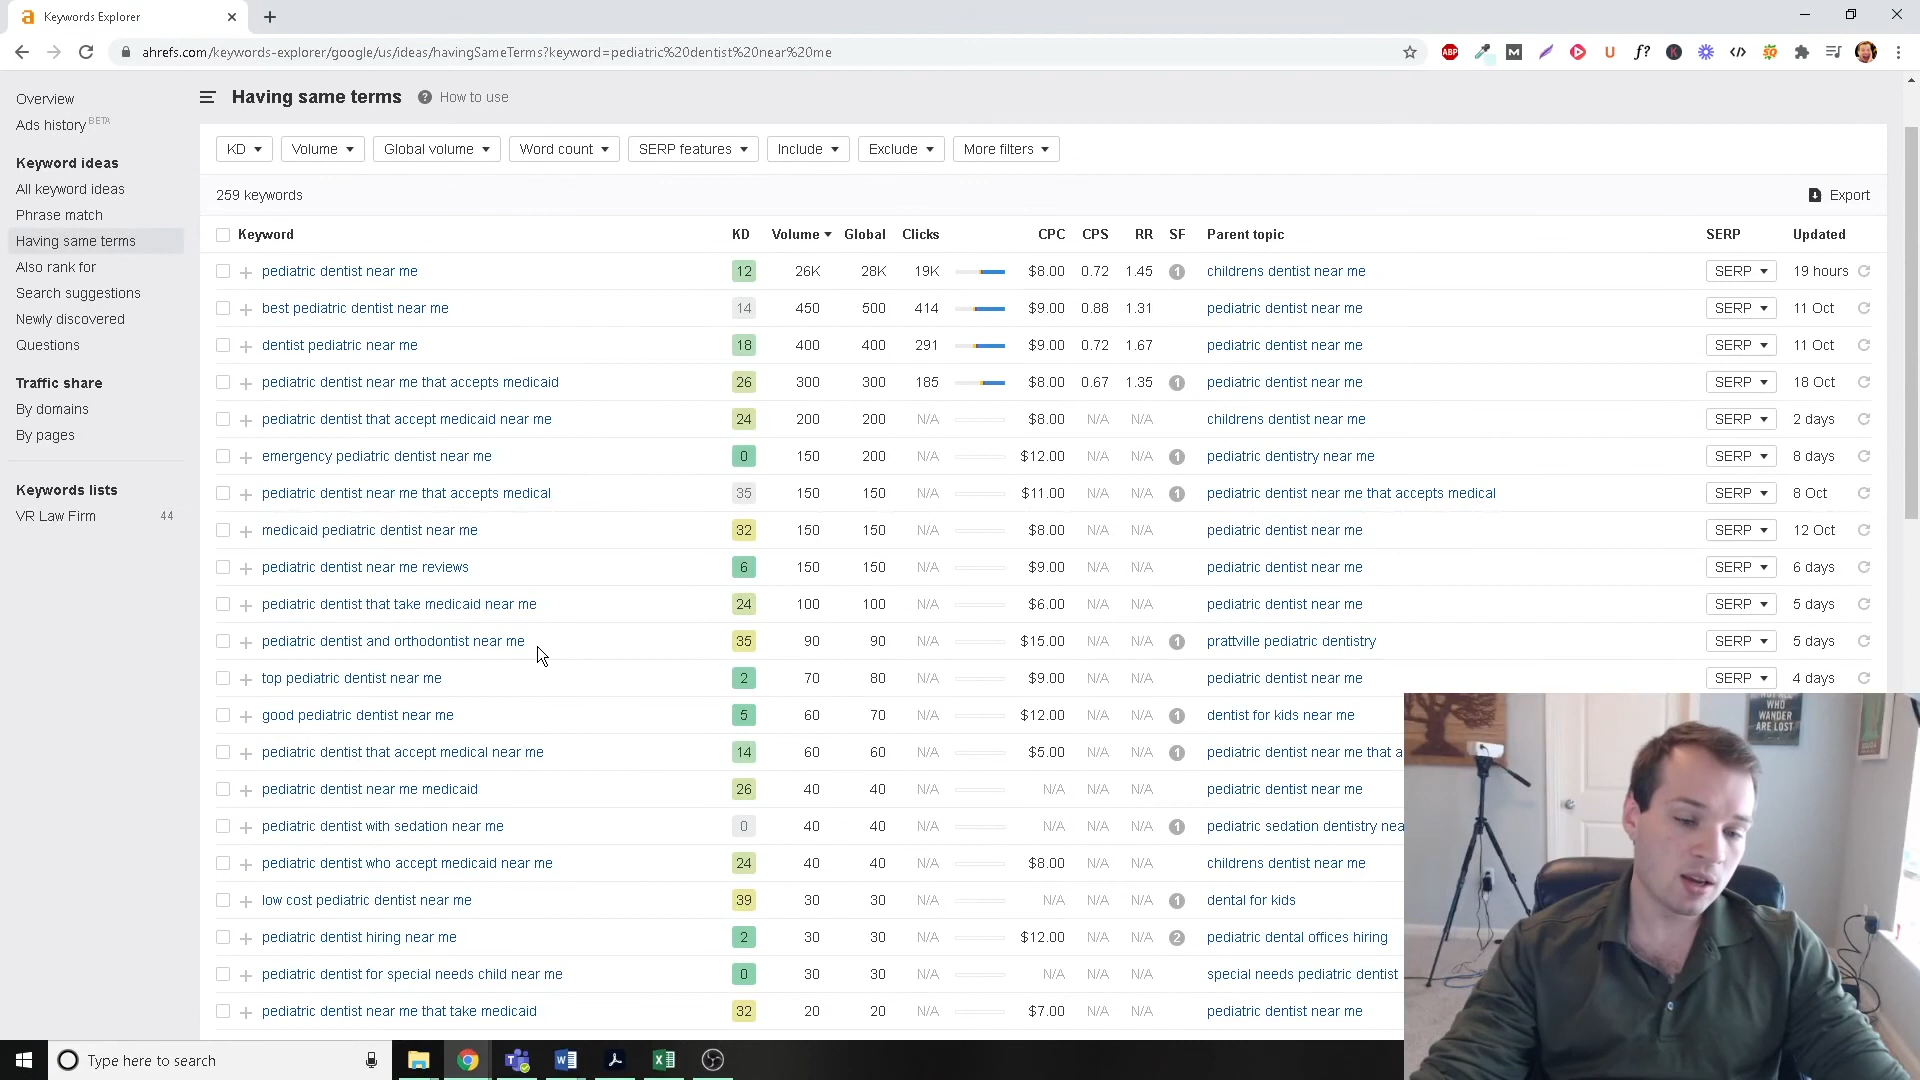 Keywords Explorer
ahrefs.com/keywords-explorer/google/us/ideas/havingSameTerms?keyword=pediatric%20dentist%20near%20me
ABP
M
U
f?
K
SQ
Overview
Ads history BETA
Keyword ideas
All keyword ideas
Phrase match
Having same terms
Also rank for
Search suggestions
Newly discovered
Questions
Traffic share
By domains
By pages
Keywords lists
VR Law Firm 44
Having same terms ? How to use
KD Volume Global volume Word count SERP features Include Exclude More filters
259 keywords Export
Keyword KD Volume Global Clicks CPC CPS RR SF Parent topic SERP Updated
pediatric dentist near me 12 26K 28K 19K $8.00 0.72 1.45 1 childrens dentist near me SERP 19 hours
best pediatric dentist near me 14 450 500 414 $9.00 0.88 1.31 pediatric dentist near me SERP 11 Oct
dentist pediatric near me 18 400 400 291 $9.00 0.72 1.67 pediatric dentist near me SERP 11 Oct
pediatric dentist near me that accepts medicaid 26 300 300 185 $8.00 0.67 1.35 1 pediatric dentist near me SERP 18 Oct
pediatric dentist that accept medicaid near me 24 200 200 N/A $8.00 N/A N/A childrens dentist near me SERP 2 days
emergency pediatric dentist near me 0 150 200 N/A $12.00 N/A N/A 1 pediatric dentistry near me SERP 8 days
pediatric dentist near me that accepts medical 35 150 150 N/A $11.00 N/A N/A 1 pediatric dentist near me that accepts medical SERP 8 Oct
medicaid pediatric dentist near me 32 150 150 N/A $8.00 N/A N/A pediatric dentist near me SERP 12 Oct
pediatric dentist near me reviews 6 150 150 N/A $9.00 N/A N/A pediatric dentist near me SERP 6 days
pediatric dentist that take medicaid near me 24 100 100 N/A $6.00 N/A N/A pediatric dentist near me SERP 5 days
pediatric dentist and orthodontist near me 35 90 90 N/A $15.00 N/A N/A 1 prattville pediatric dentistry SERP 5 days
top pediatric dentist near me 2 70 80 N/A $9.00 N/A N/A pediatric dentist near me SERP 4 days
good pediatric dentist near me 5 60 70 N/A $12.00 N/A N/A 1 dentist for kids near me
pediatric dentist that accept medical near me 14 60 60 N/A $5.00 N/A N/A 1 pediatric dentist near me that a
pediatric dentist near me medicaid 26 40 40 N/A N/A N/A N/A pediatric dentist near me
pediatric dentist with sedation near me 0 40 40 N/A N/A N/A N/A 1 pediatric sedation dentistry nea
pediatric dentist who accept medicaid near me 24 40 40 N/A $8.00 N/A N/A childrens dentist near me
low cost pediatric dentist near me 39 30 30 N/A N/A N/A N/A 1 dental for kids
pediatric dentist hiring near me 2 30 30 N/A $12.00 N/A N/A 2 pediatric dental offices hiring
pediatric dentist for special needs child near me 0 30 30 N/A N/A N/A N/A special needs pediatric dentist
pediatric dentist near me that take medicaid 32 20 20 N/A $7.00 N/A N/A pediatric dentist near me
WHO
WANDER
ARE LOST
Type here to search